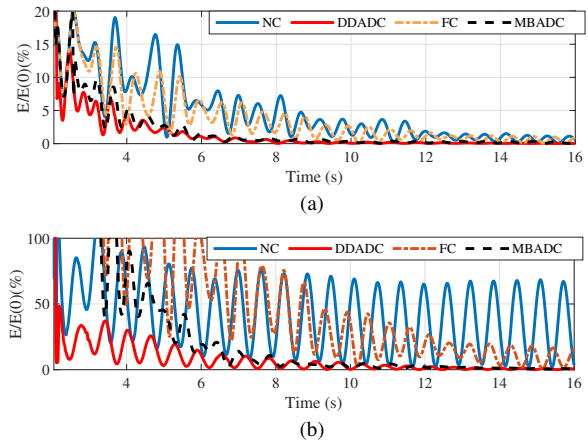 20
15
10
5
0
E/E(0)(%)
NC DDADC FC MBADC
4 6 8 10 12 14 16
Time (s)
(a)
100
50
0
E/E(0)(%)
NC DDADC FC MBADC
4 6 8 10 12 14 16
Time (s)
(b)